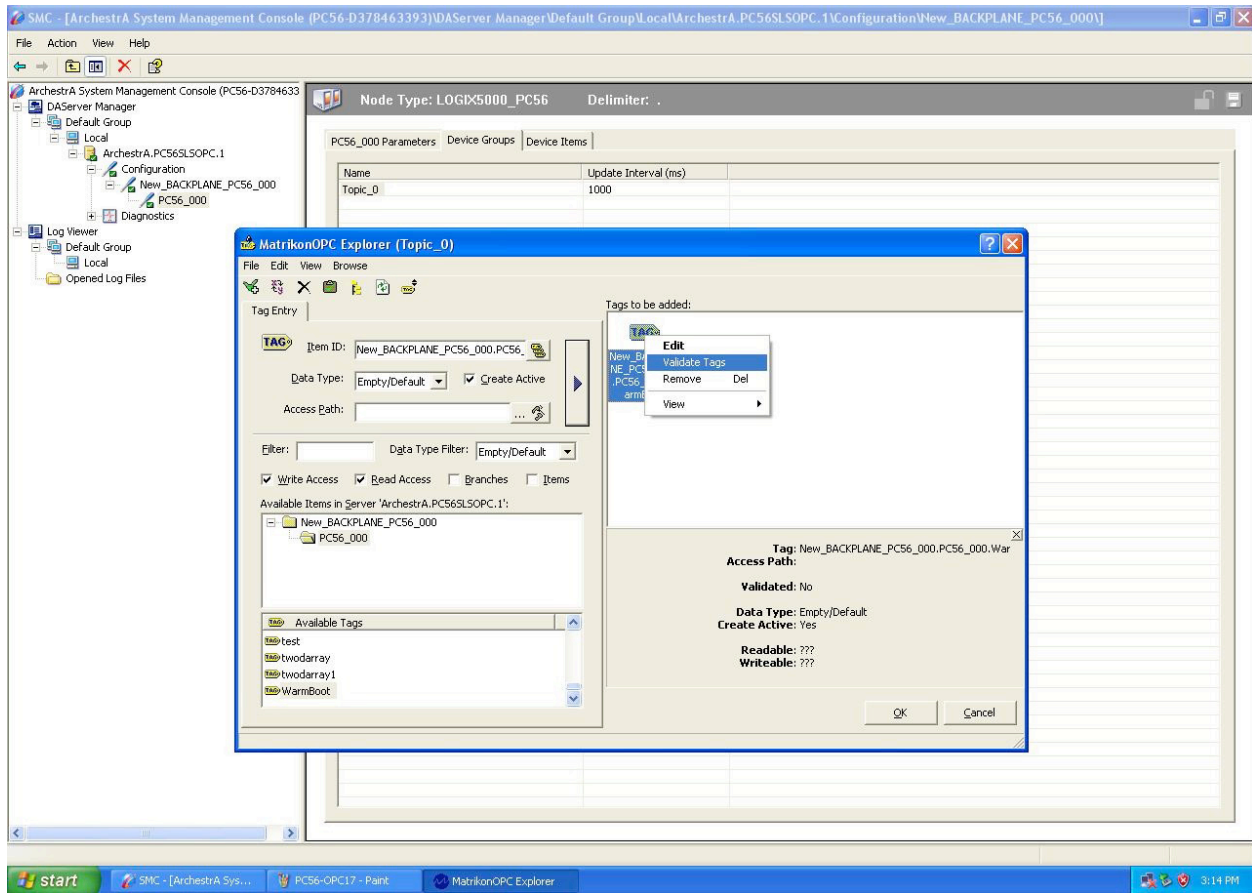 SMC - [ArchestrA System Management Console (PC56-D378463393)\DAServer Manager\Default Group\Local\ArchestrA.PC56SLSOPC.1\Configuration\New_BACKPLANE_PC56_000\]
File Action View Help
ArchestrA System Management Console (PC56-D3784633
DAServer Manager
Default Group
Local
ArchestrA.PC56SLSOPC.1
Configuration
New_BACKPLANE_PC56_000
PC56_000
Diagnostics
Log Viewer
Default Group
Local
Opened Log Files
Node Type: LOGIX5000_PC56 Delimiter: .
PC56_000 Parameters Device Groups Device Items
Name Update Interval (ms)
Topic_0 1000
MatrikonOPC Explorer (Topic_0)
File Edit View Browse
Tag Entry
TAG Item ID: New_BACKPLANE_PC56_000.PC56_
Data Type: Empty/Default Create Active
Access Path: ...
Filter: Data Type Filter: Empty/Default
Write Access Read Access Branches Items
Available Items in Server 'ArchestrA.PC56SLSOPC.1':
New_BACKPLANE_PC56_000
PC56_000
Available Tags
test
twodarray
twodarray1
WarmBoot
Tags to be added:
TAG
New_BA
NE_PC5
.PC56_
Edit
Validate Tags
Remove Del
View
Tag: New_BACKPLANE_PC56_000.PC56_000.War
Access Path:
Validated: No
Data Type: Empty/Default
Create Active: Yes
Readable: ???
Writeable: ???
OK Cancel
start SMC - [ArchestrA Sys... PC56-OPC17 - Paint MatrikonOPC Explorer 3:14 PM